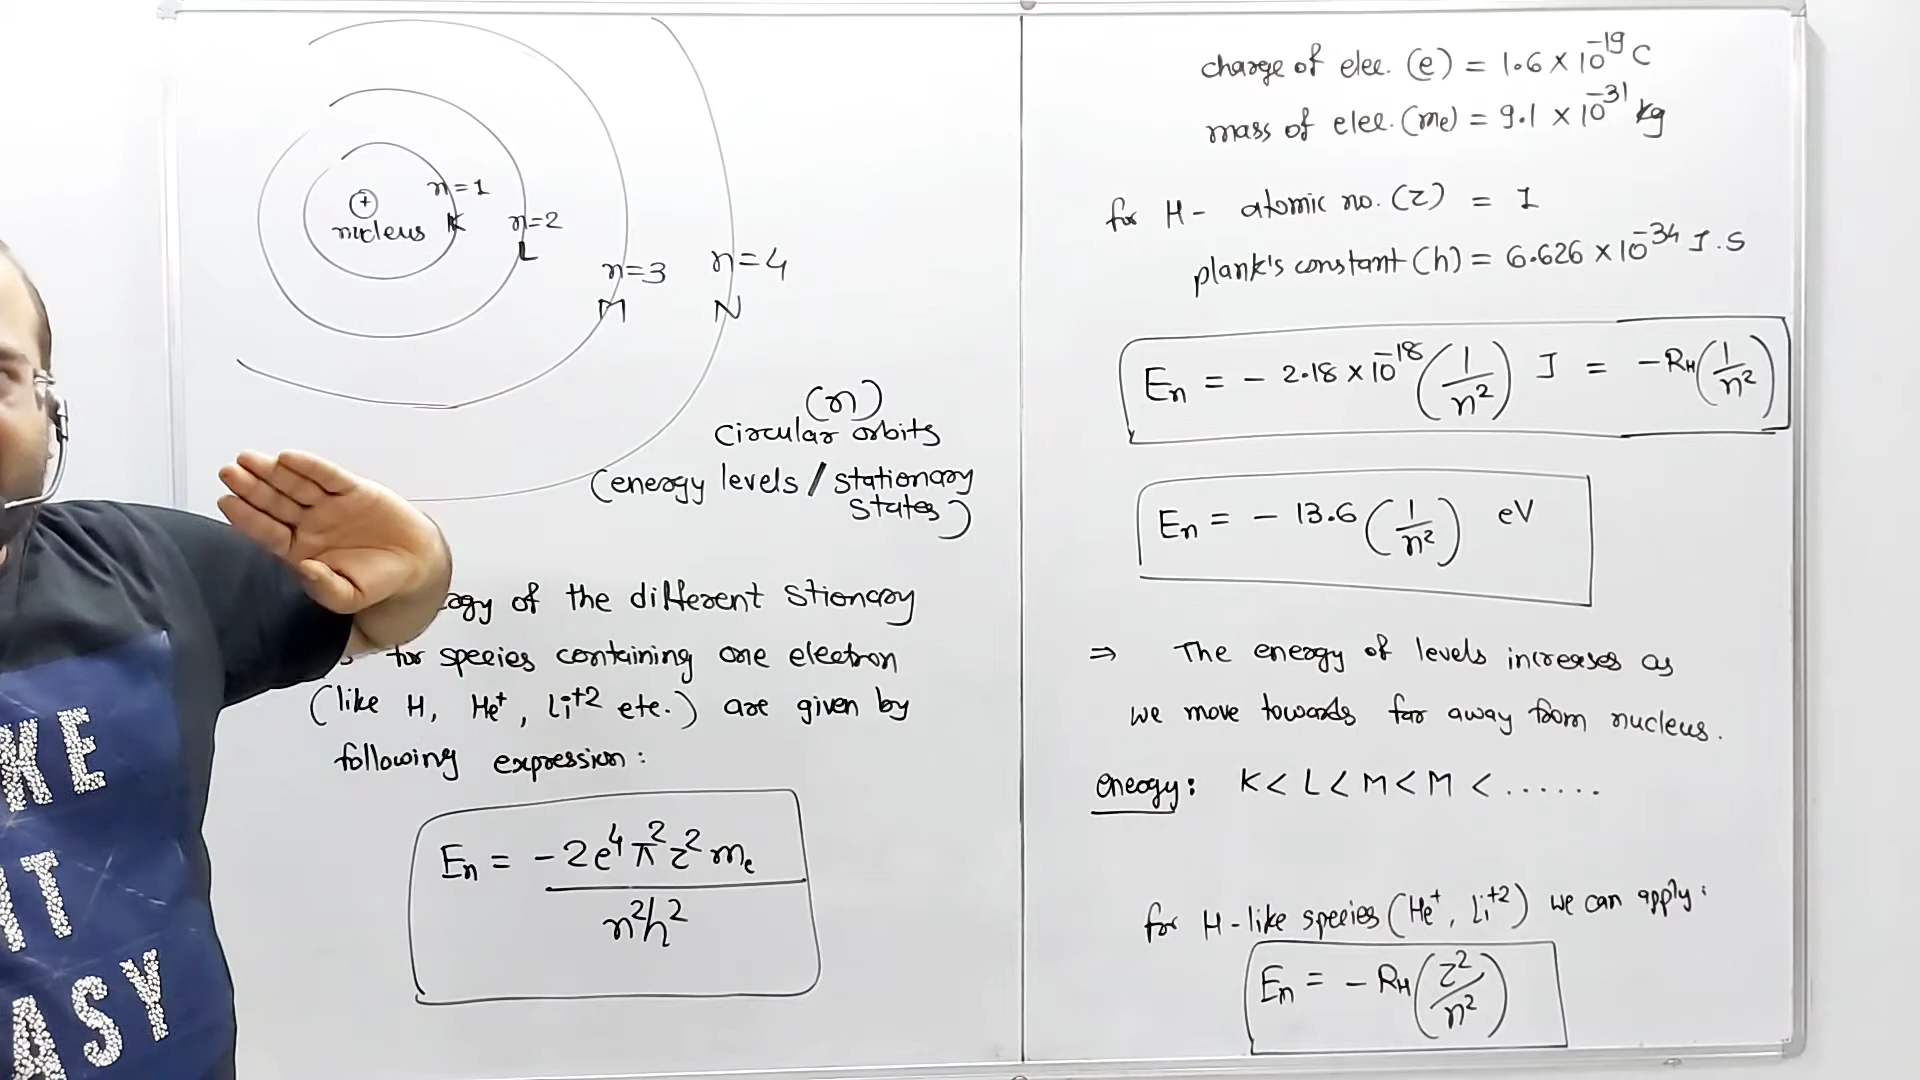 n=1
nucleus
K
n=2
L
n=3
M
n=4
N
(n)
circular orbits
(energy levels / stationary
states)
of the different stionary
for species containing one electron
(like H, He⁺, Li⁺² etc.) are given by
following expression:
En = -2e⁴π²z²me / n²h²
charge of elec. (e) = 1.6 × 10⁻¹⁹ C
mass of elec. (me) = 9.1 × 10⁻³¹ kg
for H- atomic no. (Z) = 1
plank's constant (h) = 6.626 × 10⁻³⁴ J.S
En = - 2.18 × 10⁻¹⁸ (1/n²) J = -RH (1/n²)
En = - 13.6 (1/n²) eV
⇒ The energy of levels increases as
we move towards far away from nucleus.
energy: K < L < M < M < ......
for H-like species (He⁺, Li⁺²) we can apply:
En = - RH (z²/n²)
IT